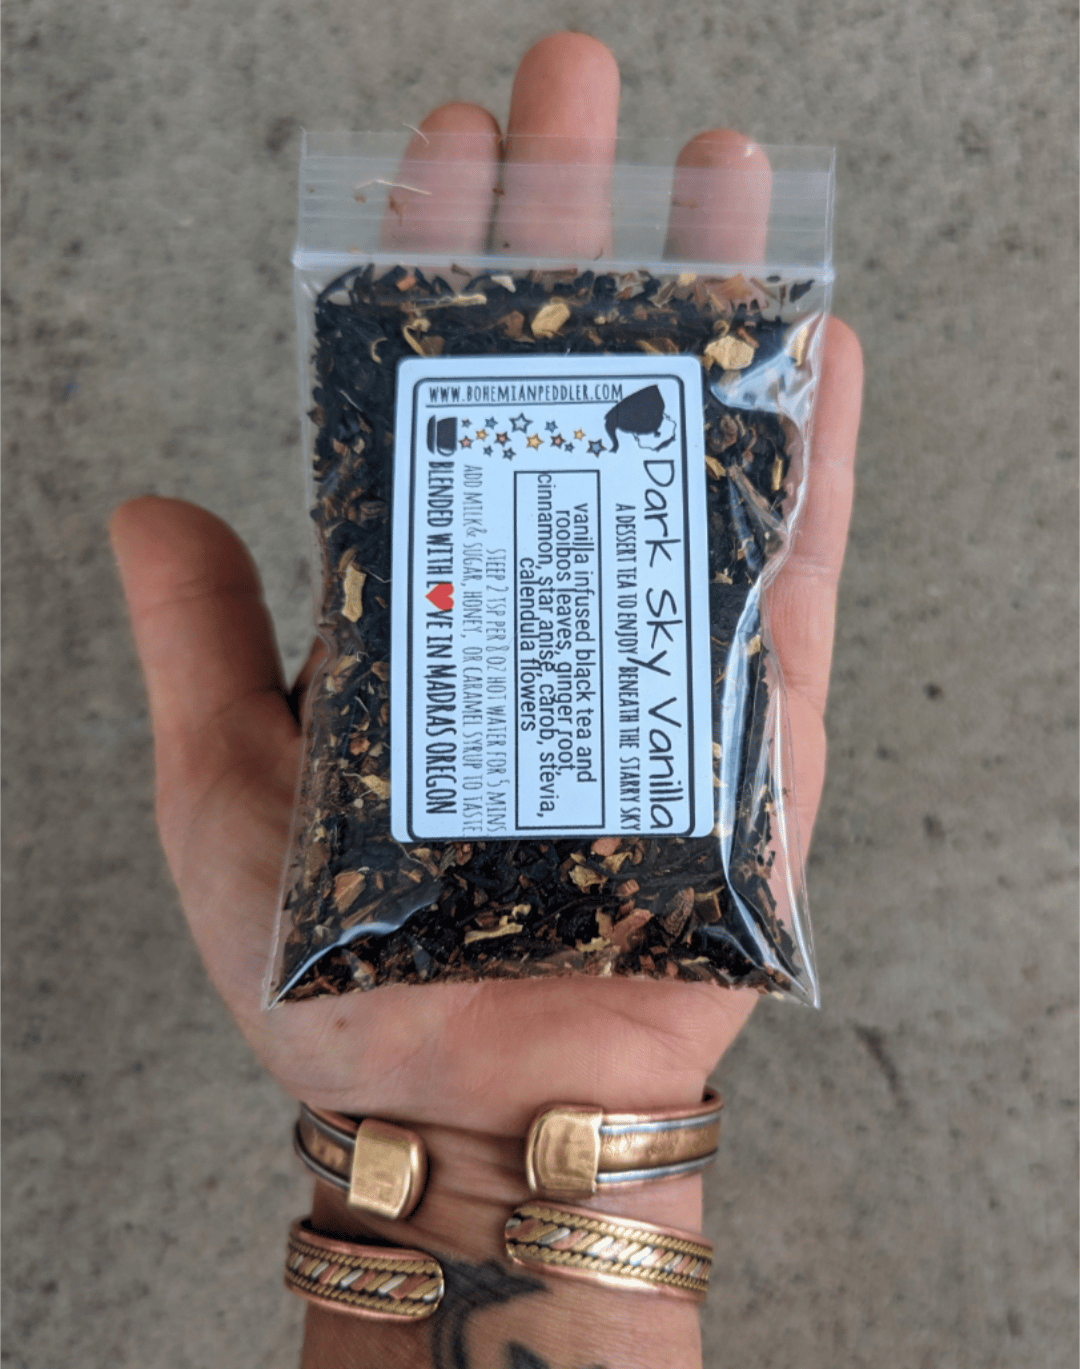 WWW.BOHEMIANPEDDLER.COM
Dark Sky Vanilla
A DESSERT TEA TO ENJOY BENEATH THE STARRY SKY
vanilla infused black tea and
rooibos leaves, ginger root,
cinnamon, star anise, carob, stevia,
calendula flowers
STEEP 2 TSP PER 8 OZ HOT WATER FOR 5 MINS
ADD MILK& SUGAR, HONEY, OR CARAMEL SYRUP TO TASTE
BLENDED WITH L❤VE IN MADRAS OREGON